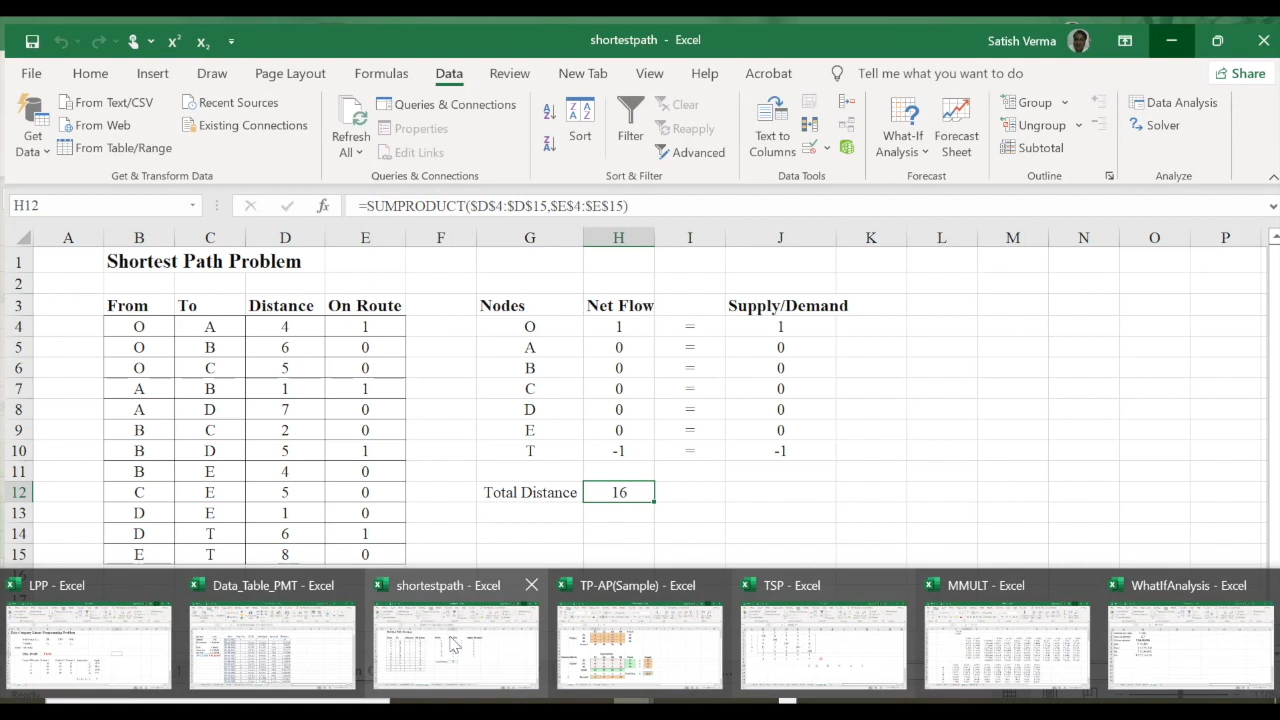 shortestpath - Excel
Satish Verma
File Home Insert Draw Page Layout Formulas Data Review New Tab View Help Acrobat Tell me what you want to do Share
Get Data
From Text/CSV
From Web
From Table/Range
Recent Sources
Existing Connections
Get & Transform Data
Refresh All
Queries & Connections
Properties
Edit Links
Queries & Connections
Sort
Filter
Clear
Reapply
Advanced
Sort & Filter
Text to Columns
Data Tools
What-If Analysis
Forecast Sheet
Forecast
Group
Ungroup
Subtotal
Outline
Data Analysis
Solver
Analyze
H12 fx =SUMPRODUCT($D$4:$D$15,$E$4:$E$15)
A B C D E F G H I J K L M N O P
1 Shortest Path Problem
2
3 From To Distance On Route Nodes Net Flow Supply/Demand
4 O A 4 1 O 1 = 1
5 O B 6 0 A 0 = 0
6 O C 5 0 B 0 = 0
7 A B 1 1 C 0 = 0
8 A D 7 0 D 0 = 0
9 B C 2 0 E 0 = 0
10 B D 5 1 T -1 = -1
11 B E 4 0
12 C E 5 0 Total Distance 16
13 D E 1 0
14 D T 6 1
15 E T 8 0
LPP - Excel Data_Table_PMT - Excel shortestpath - Excel TP-AP(Sample) - Excel TSP - Excel MMULT - Excel WhatIfAnalysis - Excel